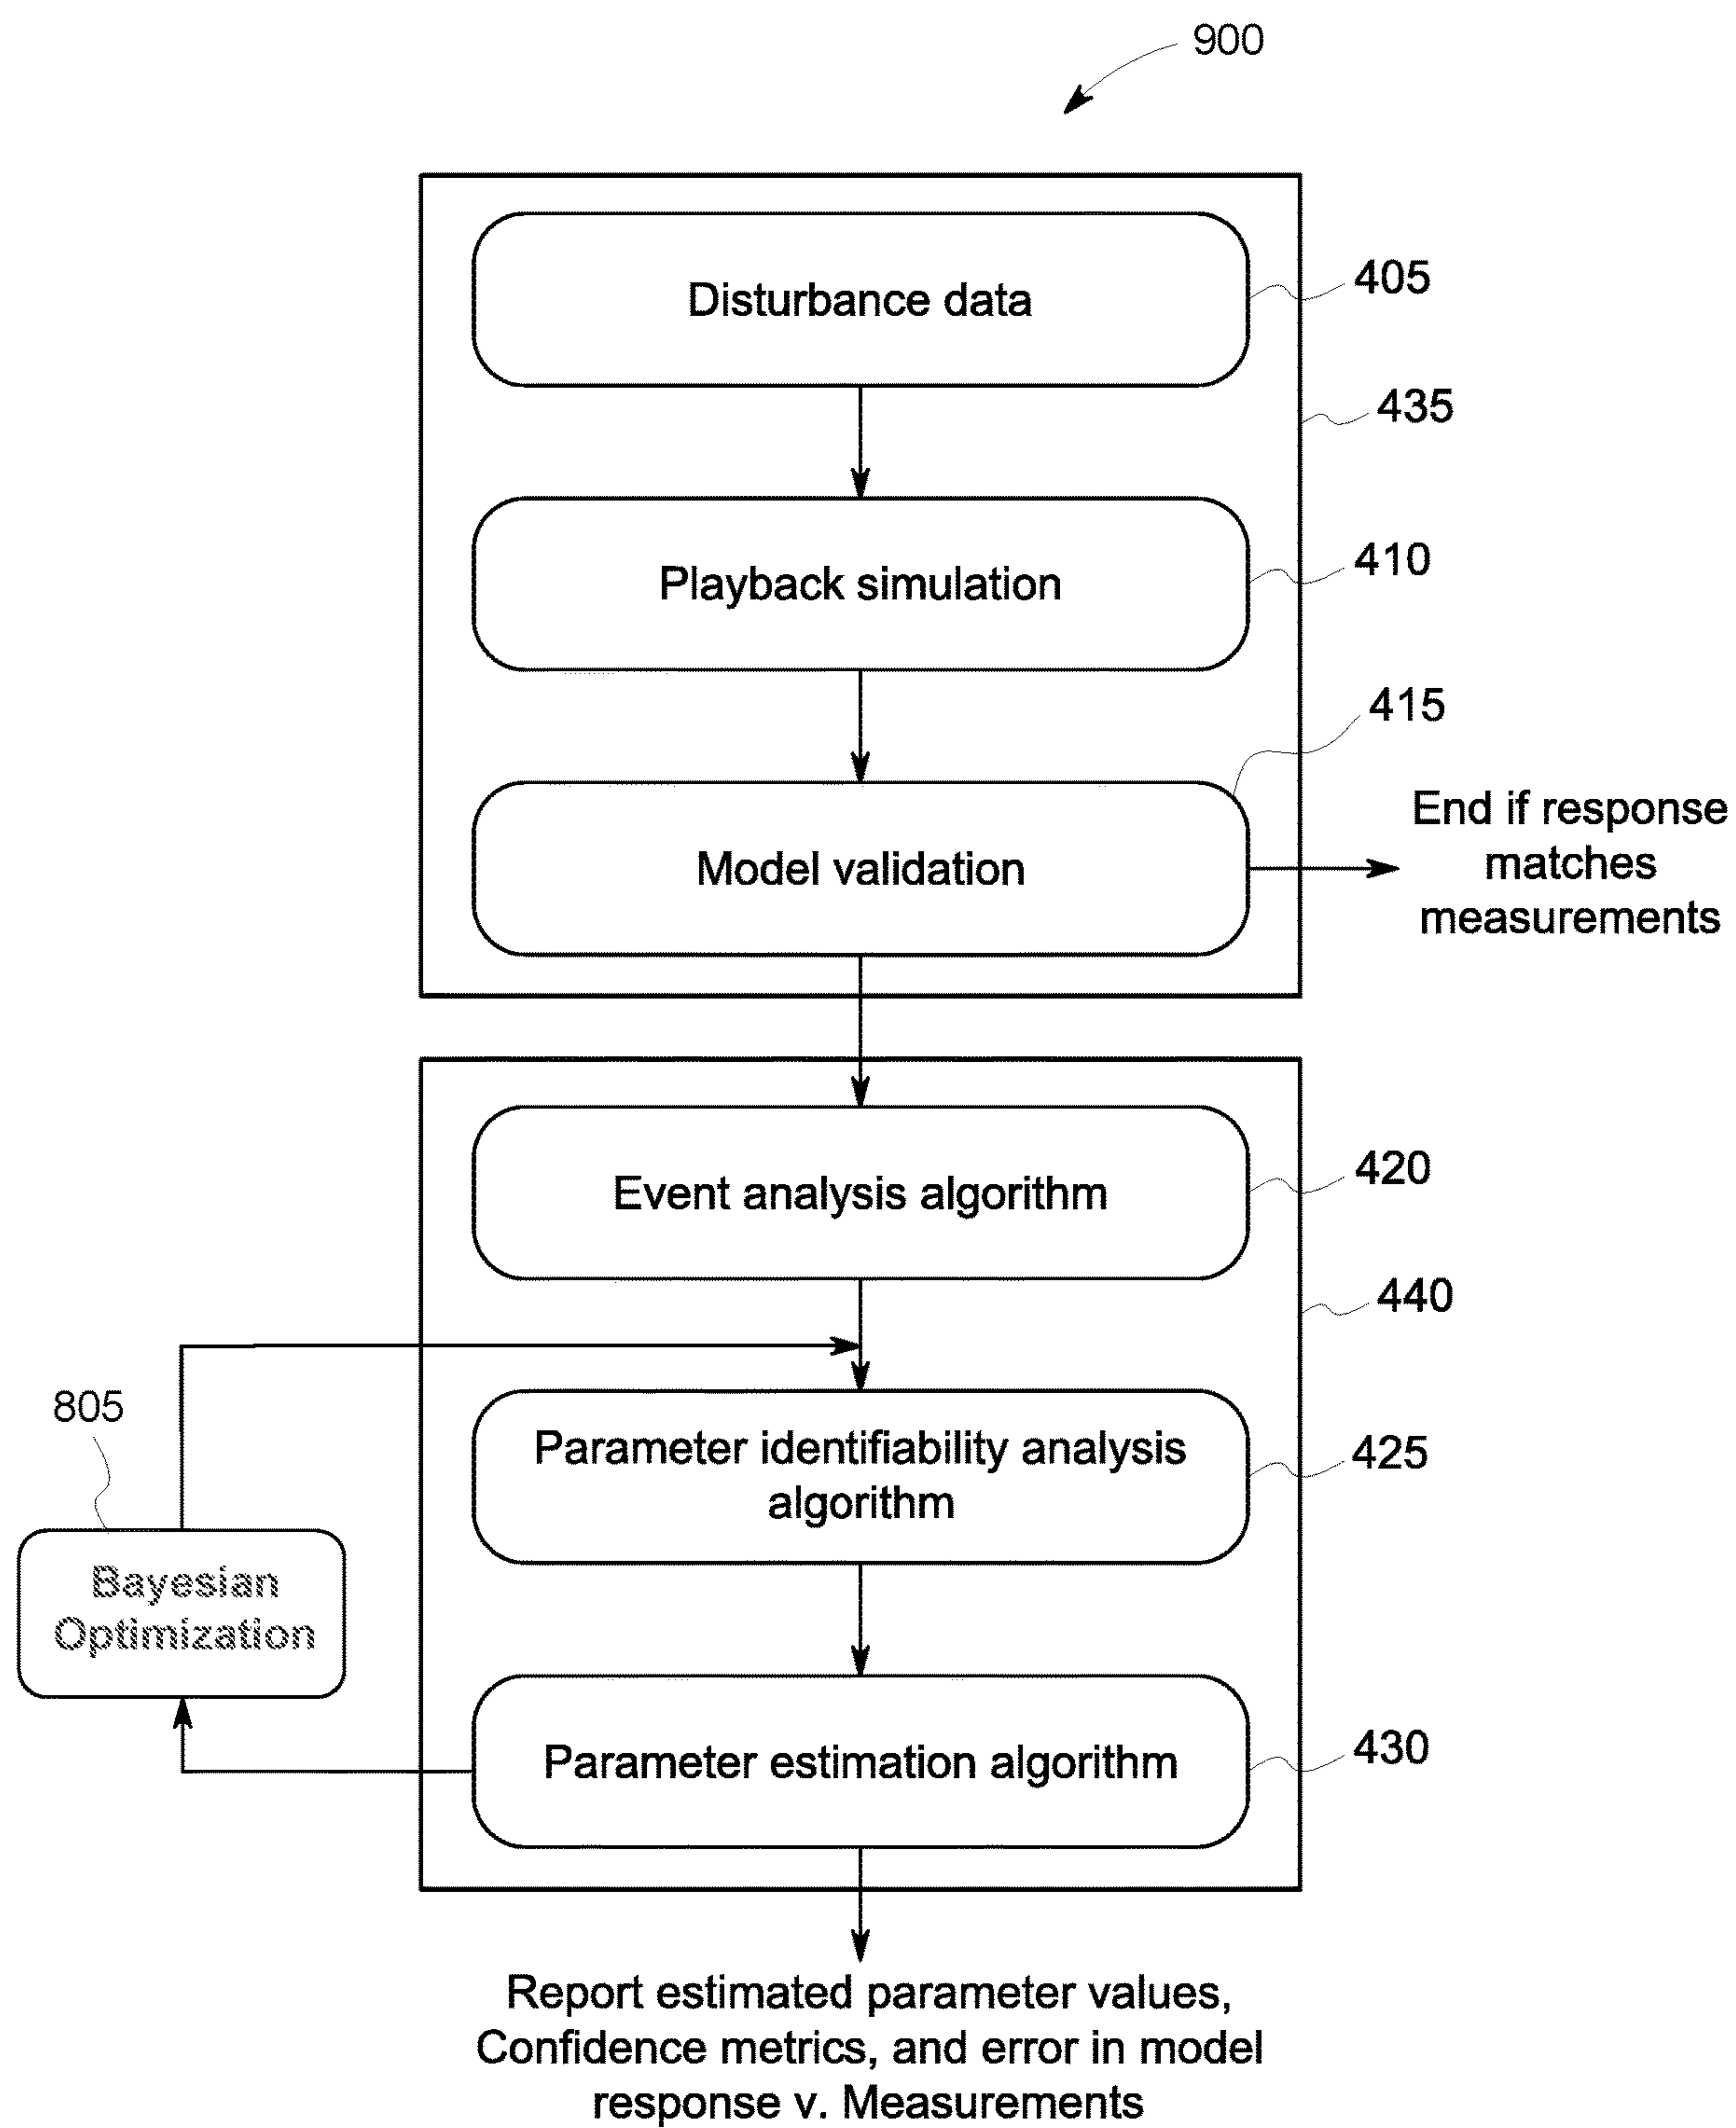 900
Disturbance data
405
435
Playback simulation
410
415
Model validation
End if response
matches
measurements
Event analysis algorithm
420
440
805
Parameter identifiability analysis
algorithm
425
Bayesian
Optimization
Parameter estimation algorithm
430
Report estimated parameter values,
Confidence metrics, and error in model
response v. Measurements